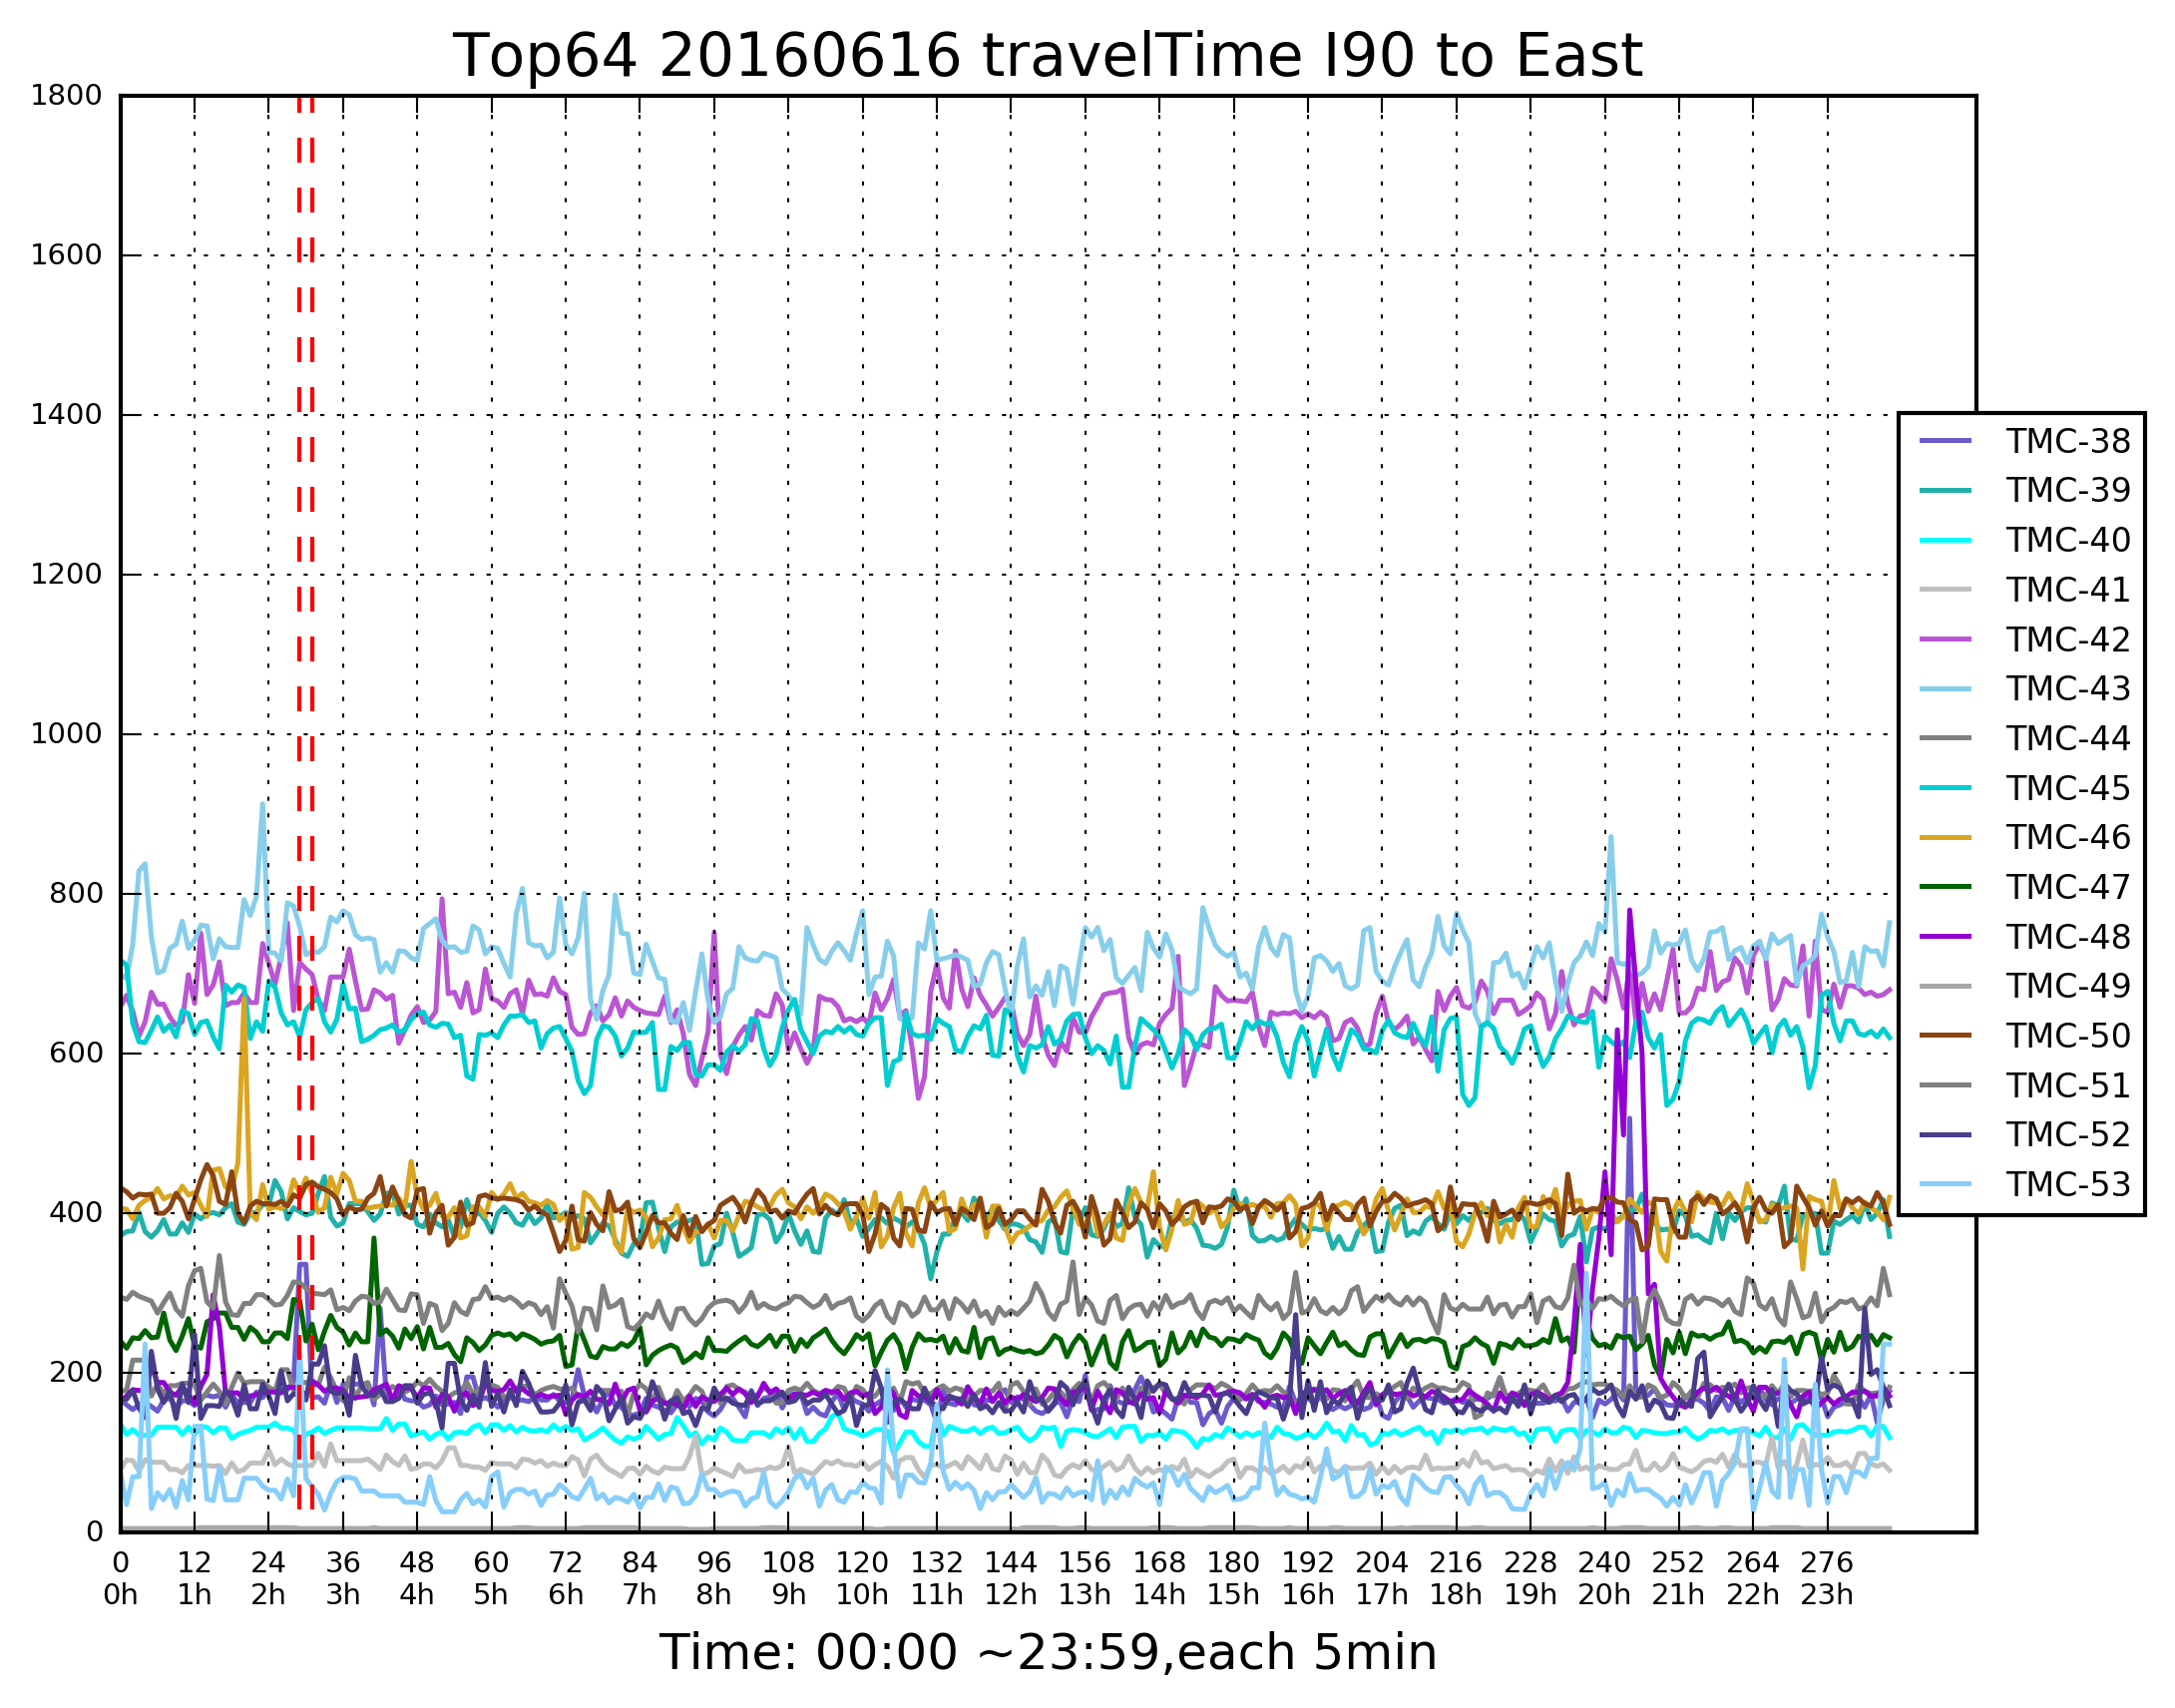 Top64 20160616 travelTime I90 to East
1800
1600
1400
1200
1000
800
600
400
200
0
TMC-38
TMC-39
TMC-40
TMC-41
TMC-42
TMC-43
TMC-44
TMC-45
TMC-46
TMC-47
TMC-48
TMC-49
TMC-50
TMC-51
TMC-52
TMC-53
0 12 24 36 48 60 72 84 96 108 120 132 144 156 168 180 192 204 216 228 240 252 264 276
0h 1h 2h 3h 4h 5h 6h 7h 8h 9h 10h 11h 12h 13h 14h 15h 16h 17h 18h 19h 20h 21h 22h 23h
Time: 00:00 ~23:59,each 5min